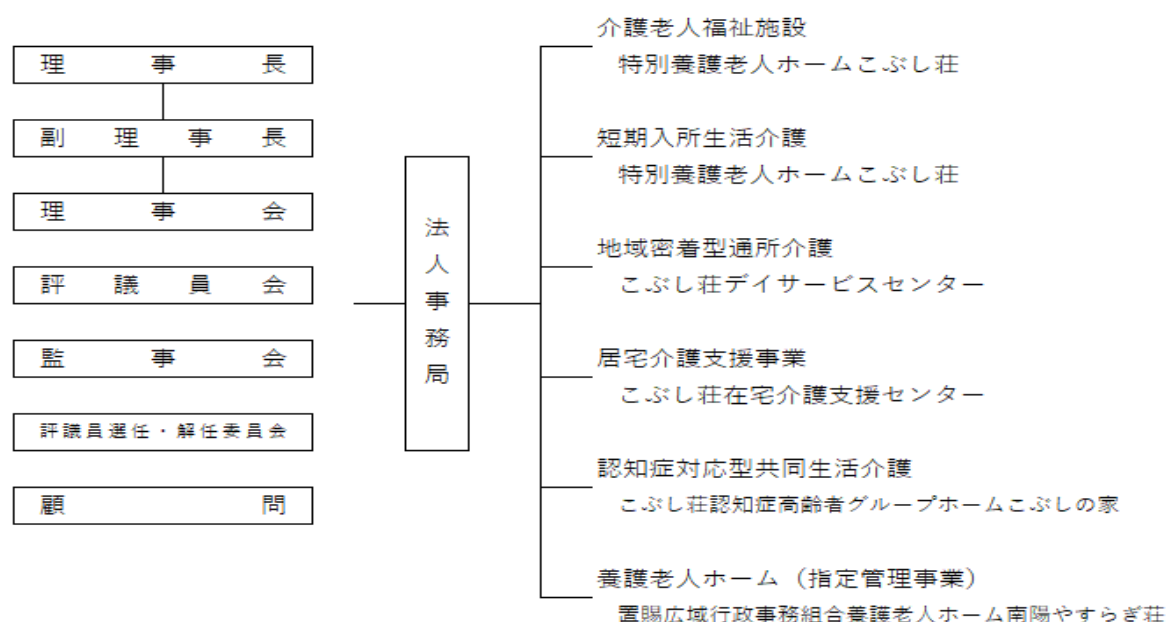 理事長
副理事長
理事会
評議員会
監事会
評議員選任・解任委員会
顧問
法人事務局
介護老人福祉施設
特別養護老人ホームこぶし荘
短期入所生活介護
特別養護老人ホームこぶし荘
地域密着型通所介護
こぶし荘デイサービスセンター
居宅介護支援事業
こぶし荘在宅介護支援センター
認知症対応型共同生活介護
こぶし荘認知症高齢者グループホームこぶしの家
養護老人ホーム（指定管理事業）
置賜広域行政事務組合養護老人ホーム南陽やすらぎ荘